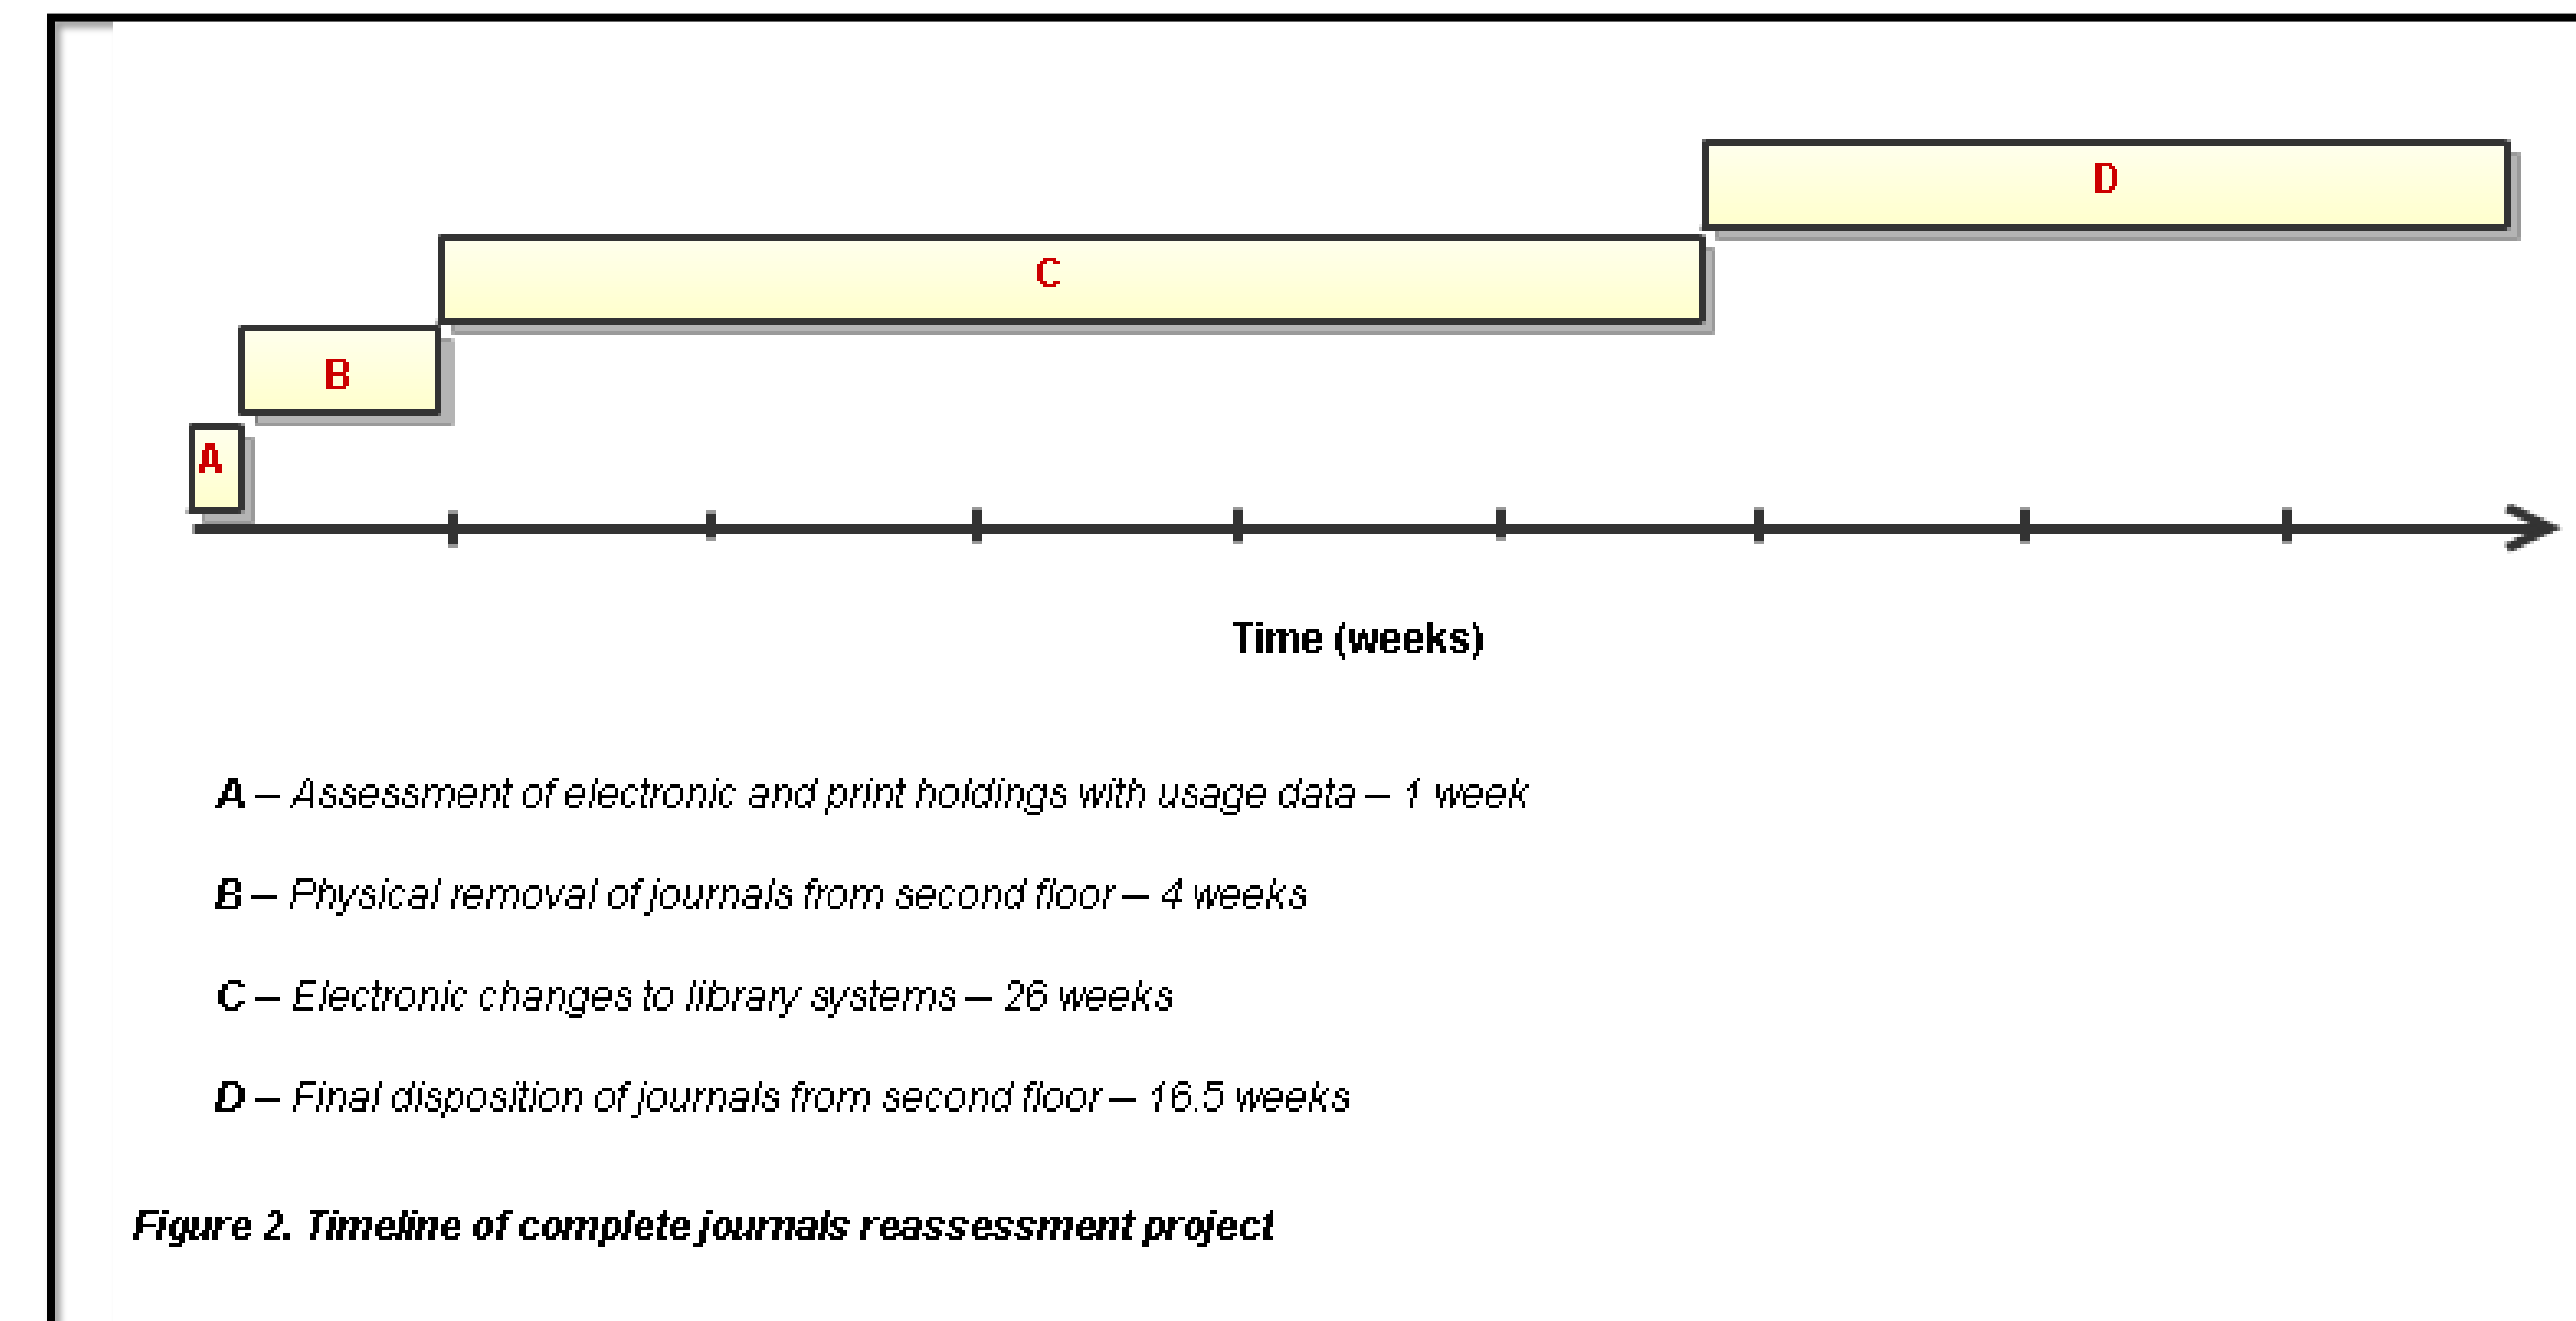 D
C
B
A
Time (weeks)
A – Assessment of electronic and print holdings with usage data – 1 week
B – Physical removal of journals from second floor – 4 weeks
C – Electronic changes to library systems – 26 weeks
D – Final disposition of journals from second floor – 16.5 weeks
Figure 2. Timeline of complete journals reassessment project